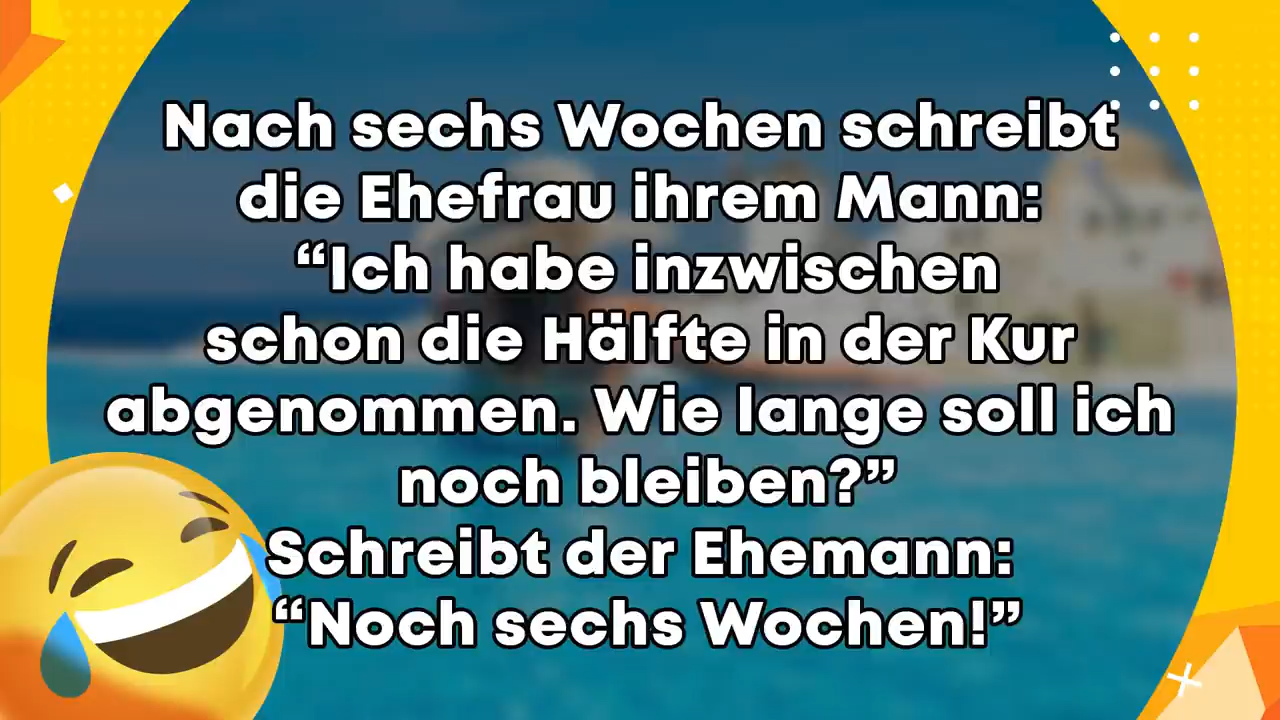 Nach sechs Wochen schreibt
die Ehefrau ihrem Mann:
“Ich habe inzwischen
schon die Hälfte in der Kur
abgenommen. Wie lange soll ich
noch bleiben?”
Schreibt der Ehemann:
“Noch sechs Wochen!”